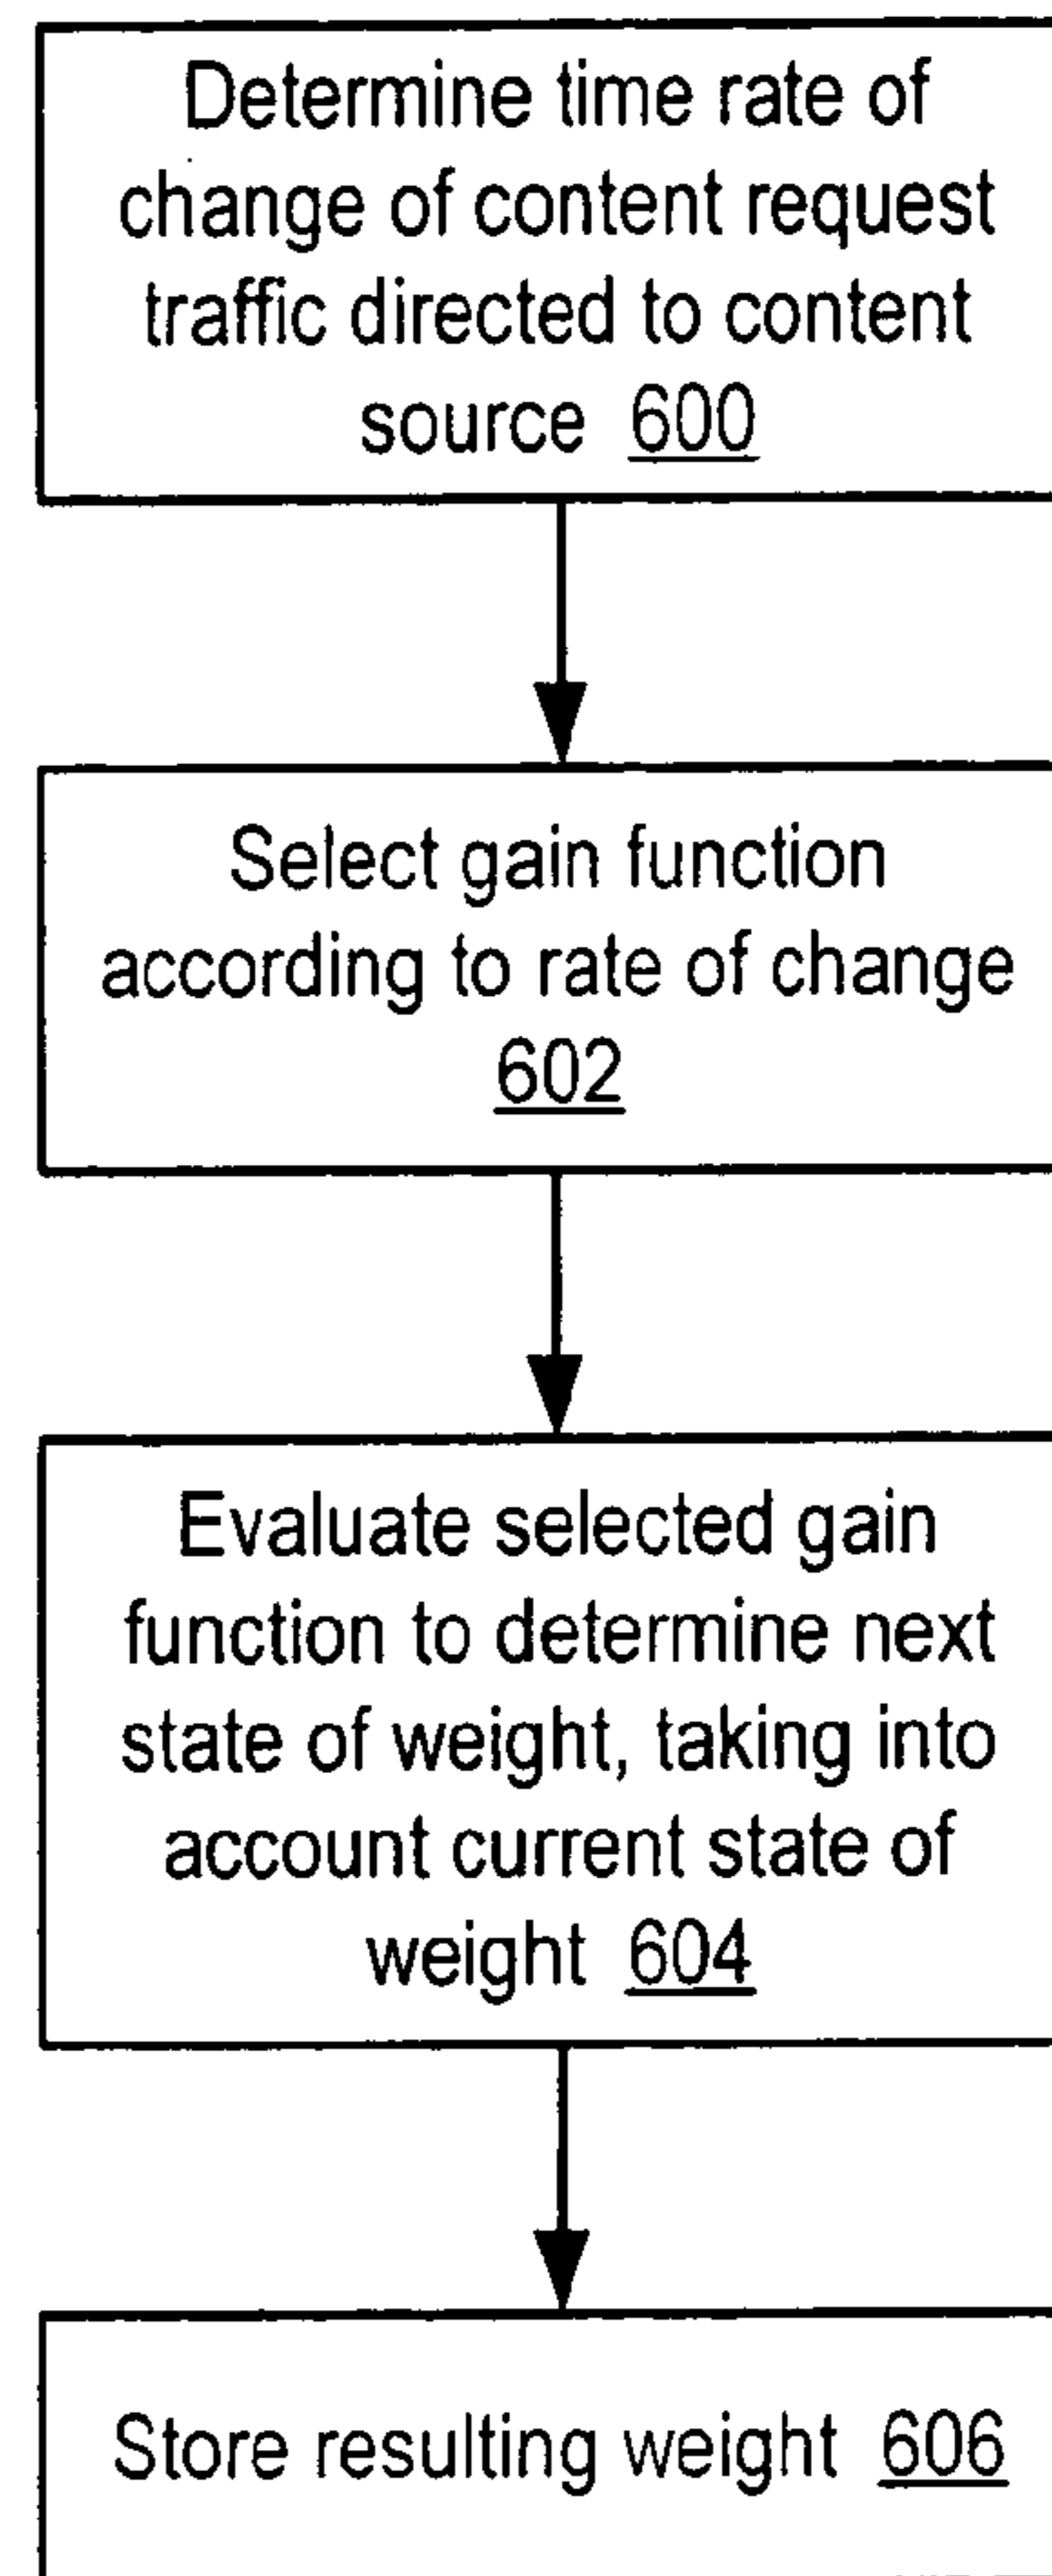 Determine time rate of
change of content request
traffic directed to content
source 600
Select gain function
according to rate of change
602
Evaluate selected gain
function to determine next
state of weight, taking into
account current state of
weight 604
Store resulting weight 606